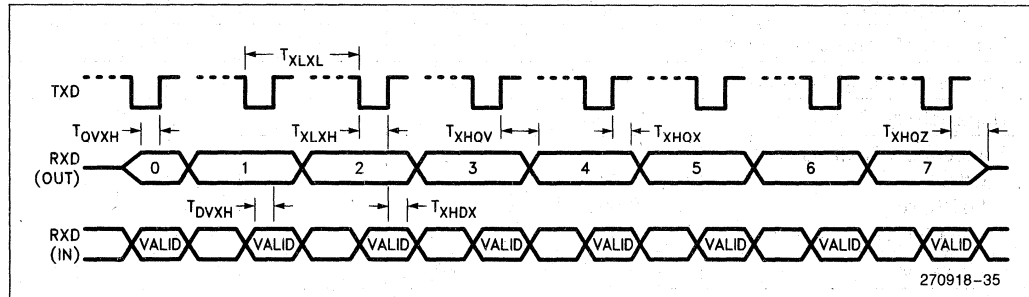 T_XLXL
TXD
T_QVXH T_XLXH T_XHQV T_XHQX T_XHQZ
RXD
(OUT)
0 1 2 3 4 5 6 7
T_DVXH T_XHDX
RXD
(IN)
VALID VALID VALID VALID VALID VALID VALID VALID
270918-35